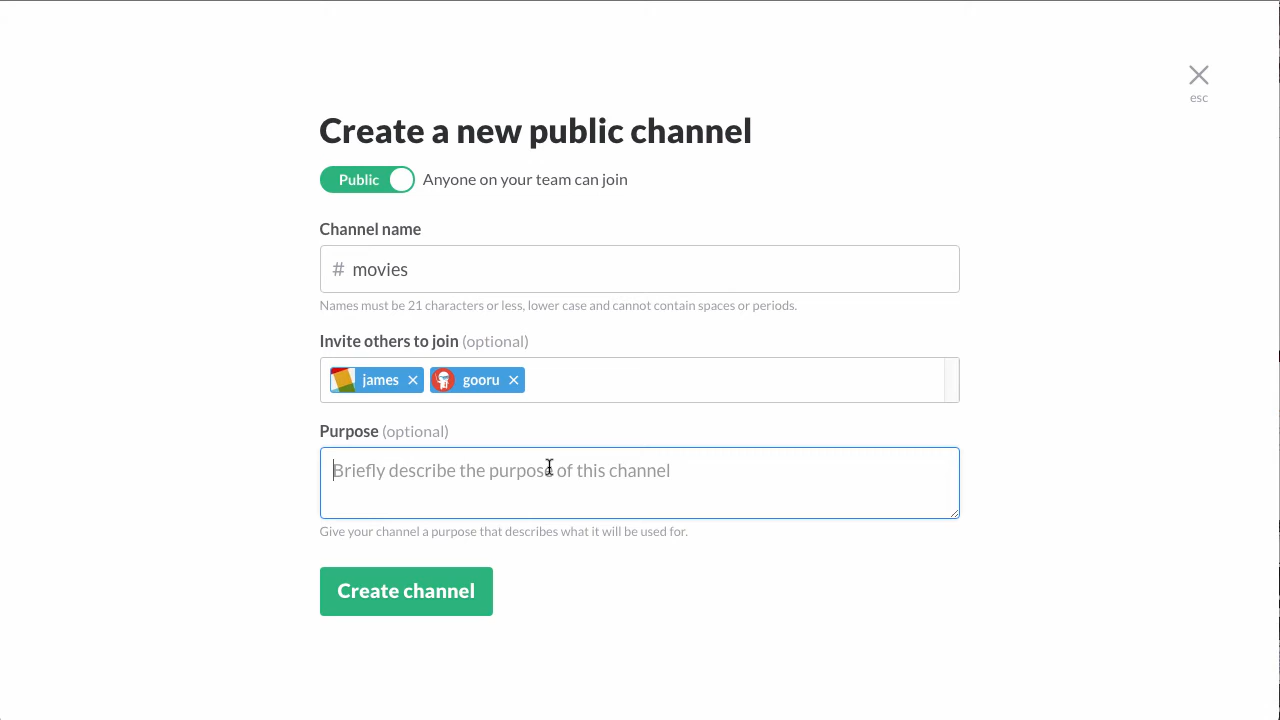 esc
Create a new public channel
Public Anyone on your team can join
Channel name
# movies
Names must be 21 characters or less, lower case and cannot contain spaces or periods.
Invite others to join (optional)
james gooru
Purpose (optional)
Briefly describe the purpose of this channel
Give your channel a purpose that describes what it will be used for.
Create channel